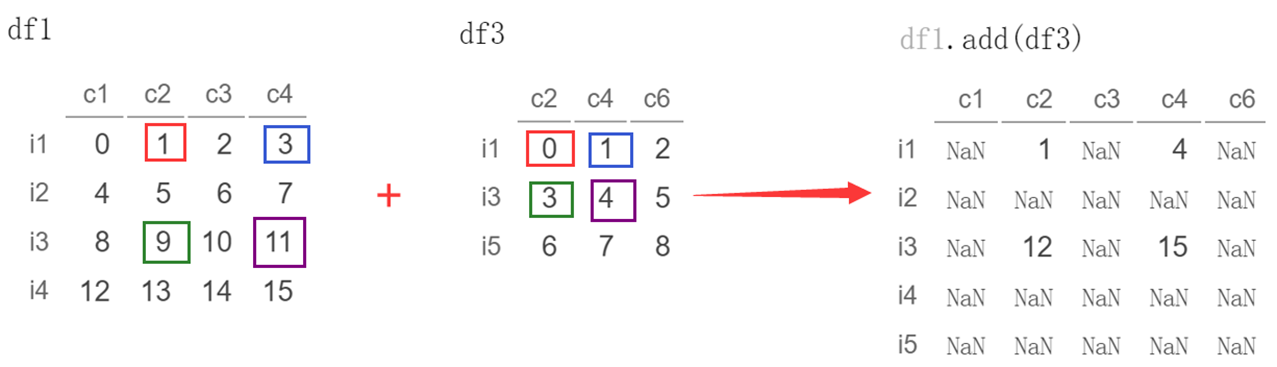 df1
c1 c2 c3 c4
i1 0 1 2 3
i2 4 5 6 7
i3 8 9 10 11
i4 12 13 14 15
+
df3
c2 c4 c6
i1 0 1 2
i3 3 4 5
i5 6 7 8
df1.add(df3)
c1 c2 c3 c4 c6
i1 NaN 1 NaN 4 NaN
i2 NaN NaN NaN NaN NaN
i3 NaN 12 NaN 15 NaN
i4 NaN NaN NaN NaN NaN
i5 NaN NaN NaN NaN NaN